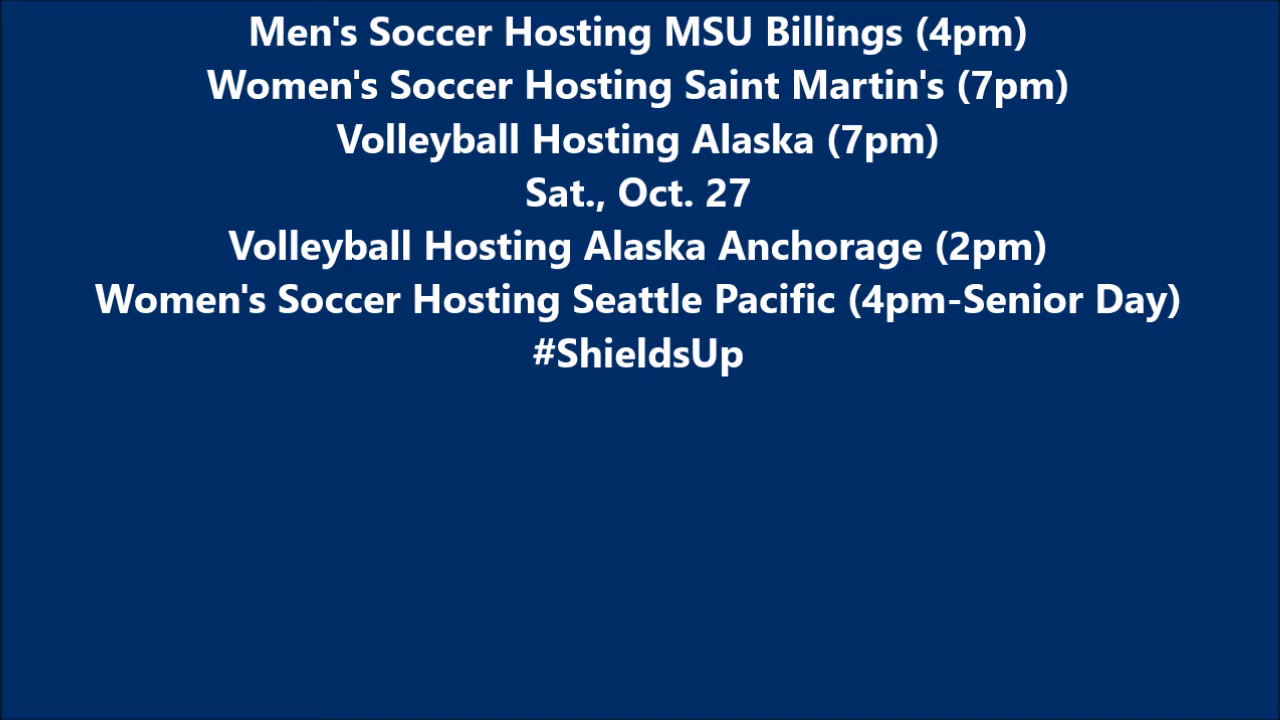 Men's Soccer Hosting MSU Billings (4pm)
Women's Soccer Hosting Saint Martin's (7pm)
Volleyball Hosting Alaska (7pm)
Sat., Oct. 27
Volleyball Hosting Alaska Anchorage (2pm)
Women's Soccer Hosting Seattle Pacific (4pm-Senior Day)
#ShieldsUp